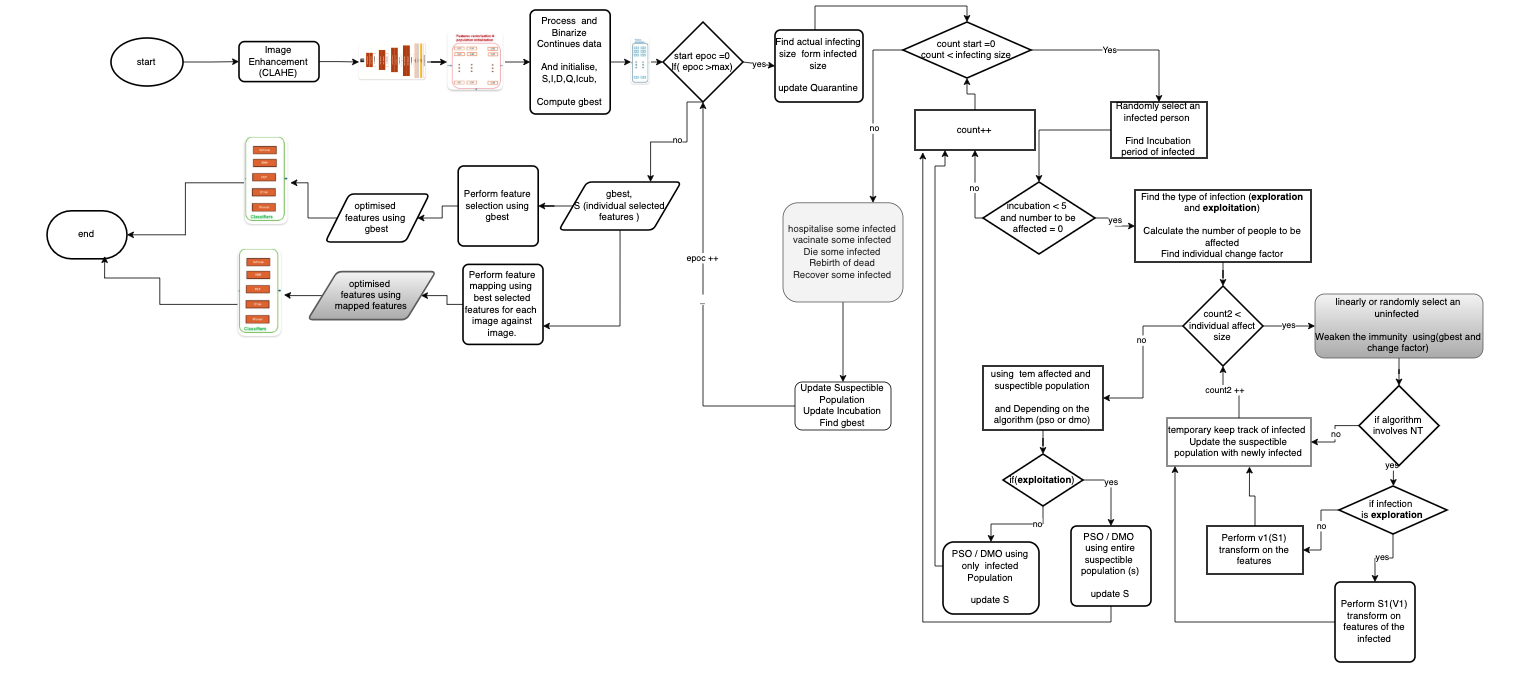 start
Image
Enhancement
(CLAHE)
Features vectorization &
population initialization
Process and
Binarize
Continues data
And initialise,
S,I,D,Q,Icub,
Compute gbest
start epoc =0
If( epoc >max)
yes
no
Find actual infecting
size form infected
size
update Quarantine
count start =0
count < infecting size
Yes
no
Randomly select an
infected person
Find Incubation
period of infected
count++
incubation < 5
and number to be
affected = 0
no
yes
Find the type of infection (exploration
and exploitation)
Calculate the number of people to be
affected
Find individual change factor
count2 <
individual affect
size
yes
no
linearly or randomly select an
uninfected
Weaken the immunity using(gbest and
change factor)
if algorithm
involves NT
no
yes
count2 ++
temporary keep track of infected
Update the suspectible
population with newly infected
if infection
is exploration
no
yes
Perform v1(S1)
transform on the
features
Perform S1(V1)
transform on
features of the
infected
using tem affected and
suspectible population
and Depending on the
algorithm (pso or dmo)
if(exploitation)
yes
no
PSO / DMO using
only infected
Population
update S
PSO / DMO
using entire
suspectible
population (s)
update S
hospitalise some infected
vacinate some infected
Die some infected
Rebirth of dead
Recover some infected
Update Suspectible
Population
Update Incubation
Find gbest
epoc ++
gbest,
S (individual selected
features )
Perform feature
selection using
gbest
optimised
features using
gbest
Classifiers
end
Perform feature
mapping using
best selected
features for each
image against
image.
optimised
features using
mapped features
Classifiers